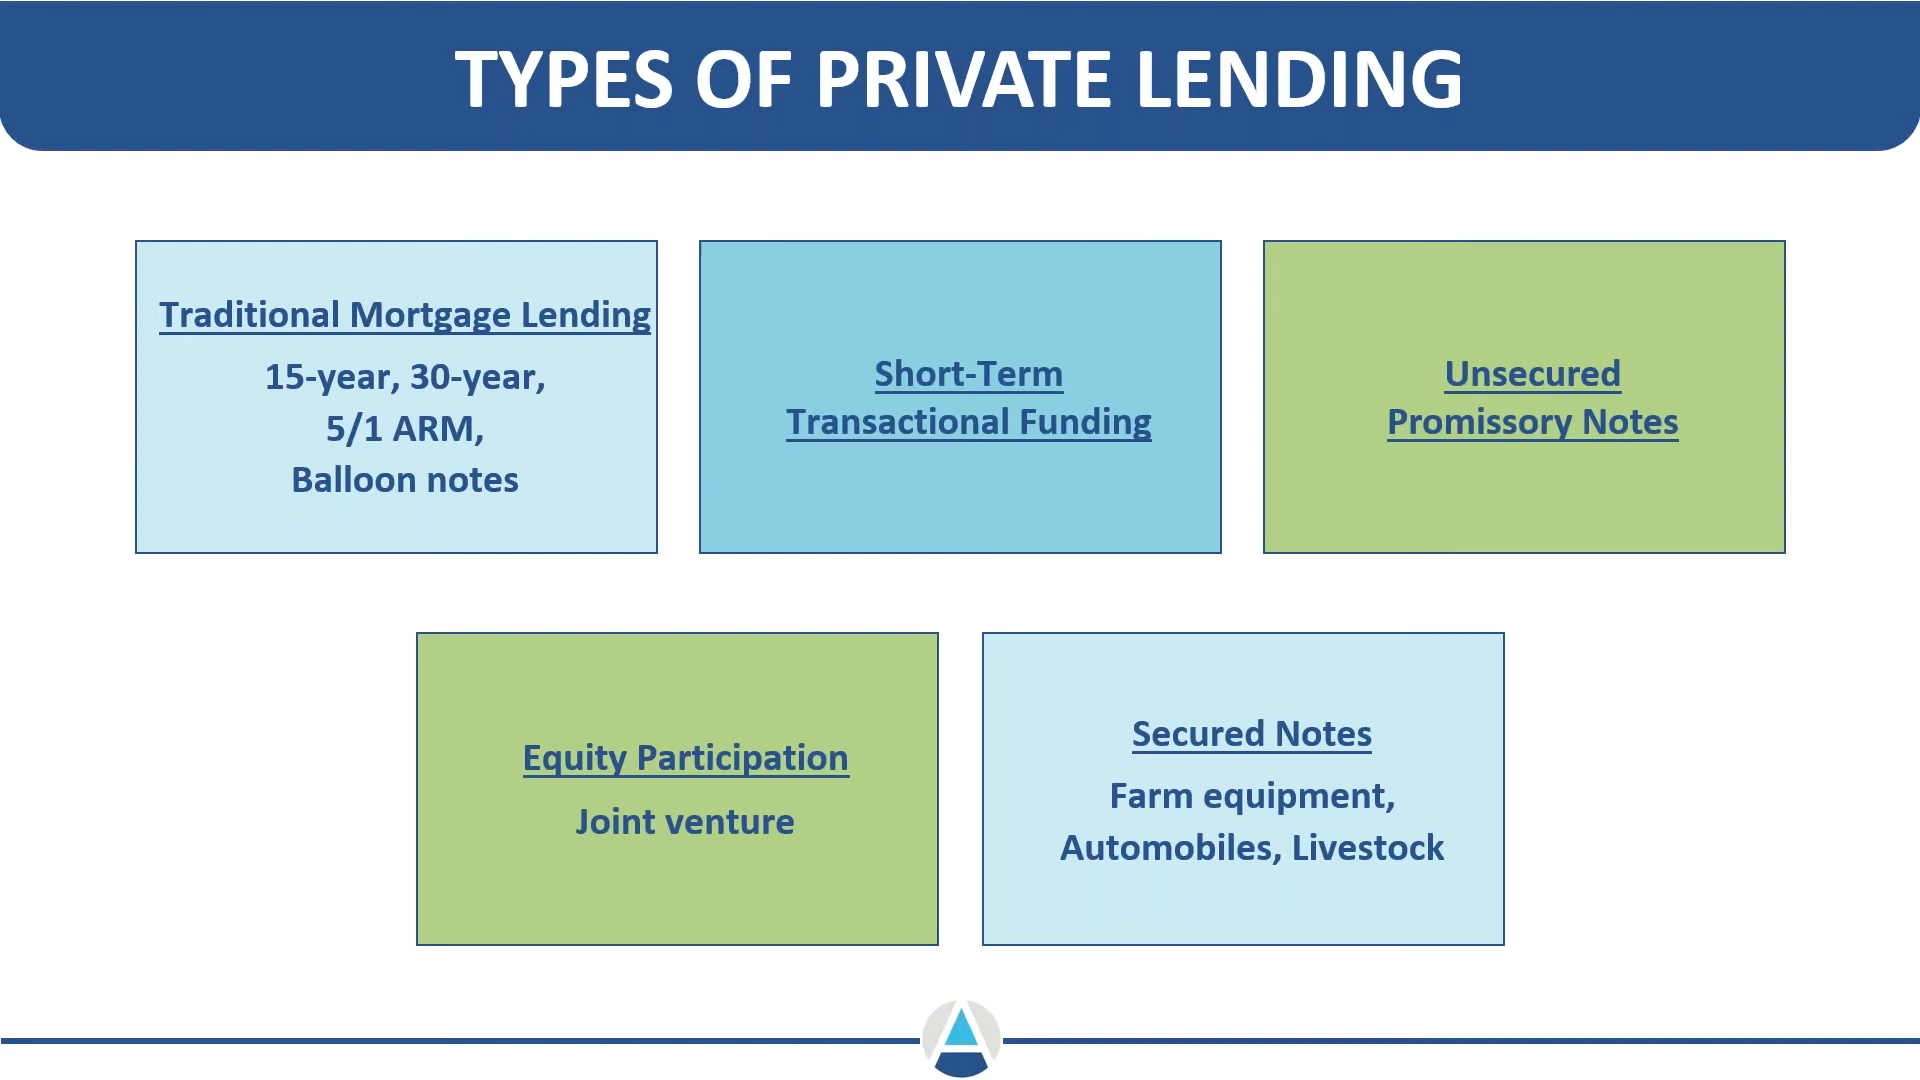 TYPES OF PRIVATE LENDING
Traditional Mortgage Lending
15-year, 30-year,
5/1 ARM,
Balloon notes
Short-Term
Transactional Funding
Unsecured
Promissory Notes
Equity Participation
Joint venture
Secured Notes
Farm equipment,
Automobiles, Livestock